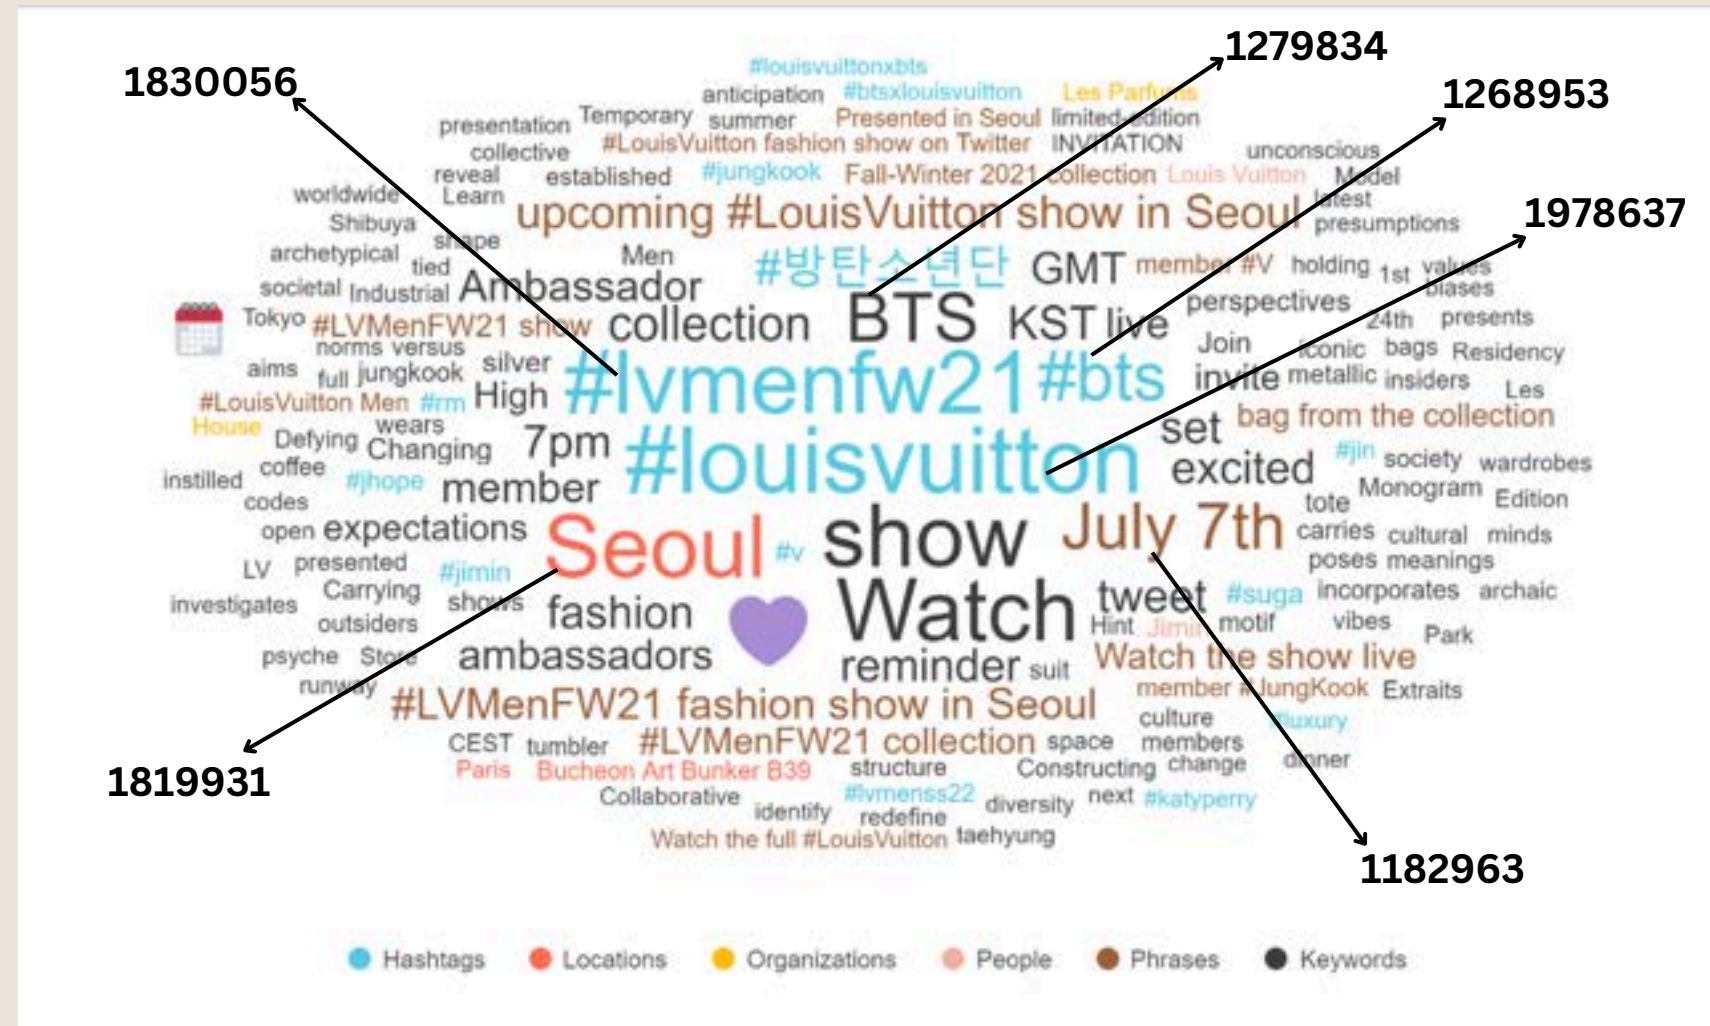 1279834
1830056
#louisvuittonxbts
anticipation #btsxlouisvuitton Les Parfums
1268953
presentation Temporary summer Presented in Seoul limited-edition
collective #LouisVuitton fashion show on Twitter INVITATION unconscious
reveal established #jungkook Fall-Winter 2021 collection Louis Vuitton Model
worldwide Learn upcoming #LouisVuitton show in Seoul latest
1978637
Shibuya presumptions
archetypical shape Men #방탄소년단 GMT member #V holding 1st values
tied
societal Industrial Ambassador biases
Tokyo #LVMenFW21 show collection BTS KST live perspectives 24th presents
norms versus silver Join iconic bags Residency
aims full jungkook #lvmenfw21 #bts invite metallic insiders Les
#LouisVuitton Men #rm High
House wears set bag from the collection
Defying Changing 7pm #louisvuitton #jin society wardrobes
instilled coffee #jhope member excited Monogram Edition
codes tote
open expectations Seoul #v show July 7th carries cultural minds
LV presented #jimin poses meanings
Carrying Watch tweet #suga incorporates archaic
investigates shows fashion
outsiders Hint Jimin motif vibes Park
psyche Store ambassadors reminder suit Watch the show live
runway member #JungKook Extraits
#LVMenFW21 fashion show in Seoul culture #luxury
CEST tumbler #LVMenFW21 collection space members
Paris Bucheon Art Bunker B39 structure Constructing change dinner
1819931
Collaborative #lvmenss22 diversity next #katyperry
identify redefine
Watch the full #LouisVuitton taehyung
1182963
Hashtags Locations Organizations People Phrases Keywords